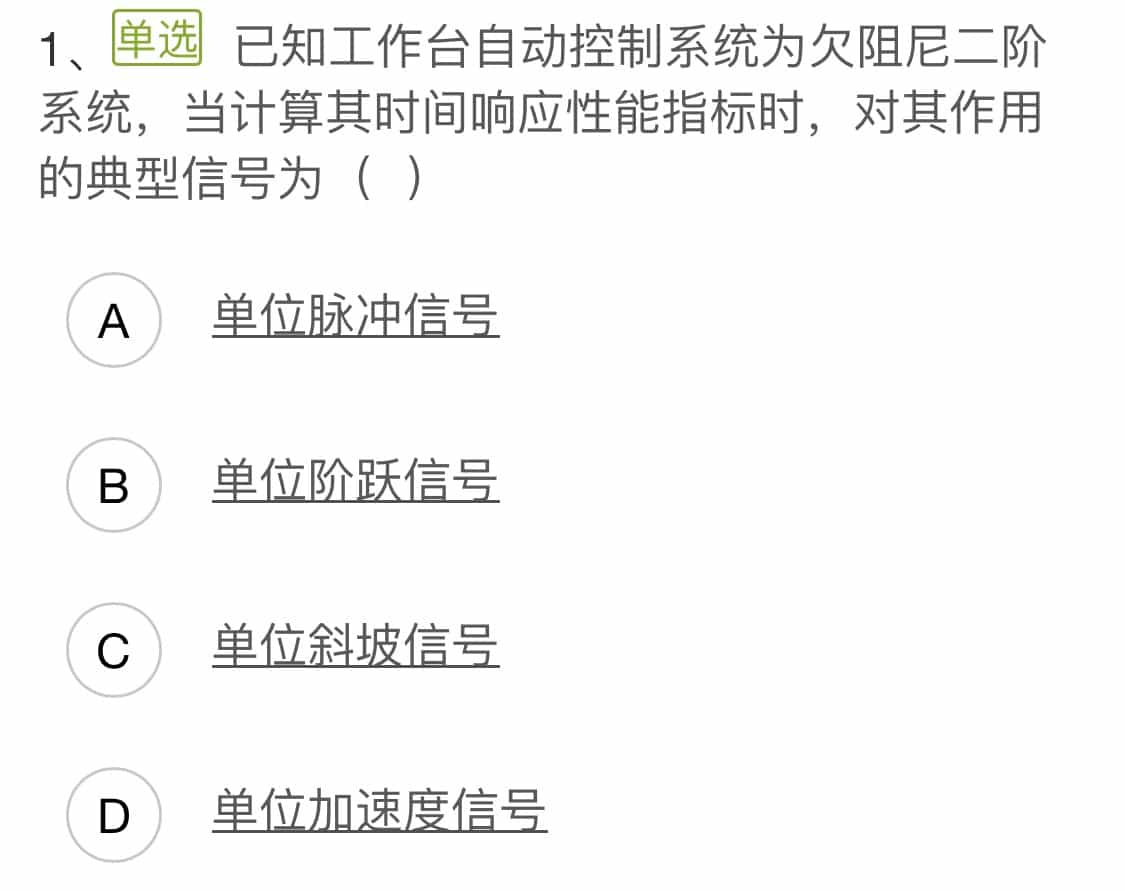 1、 单选 已知工作台自动控制系统为欠阻尼二阶
系统，当计算其时间响应性能指标时，对其作用
的典型信号为（ ）
A 单位脉冲信号
B 单位阶跃信号
C 单位斜坡信号
D 单位加速度信号